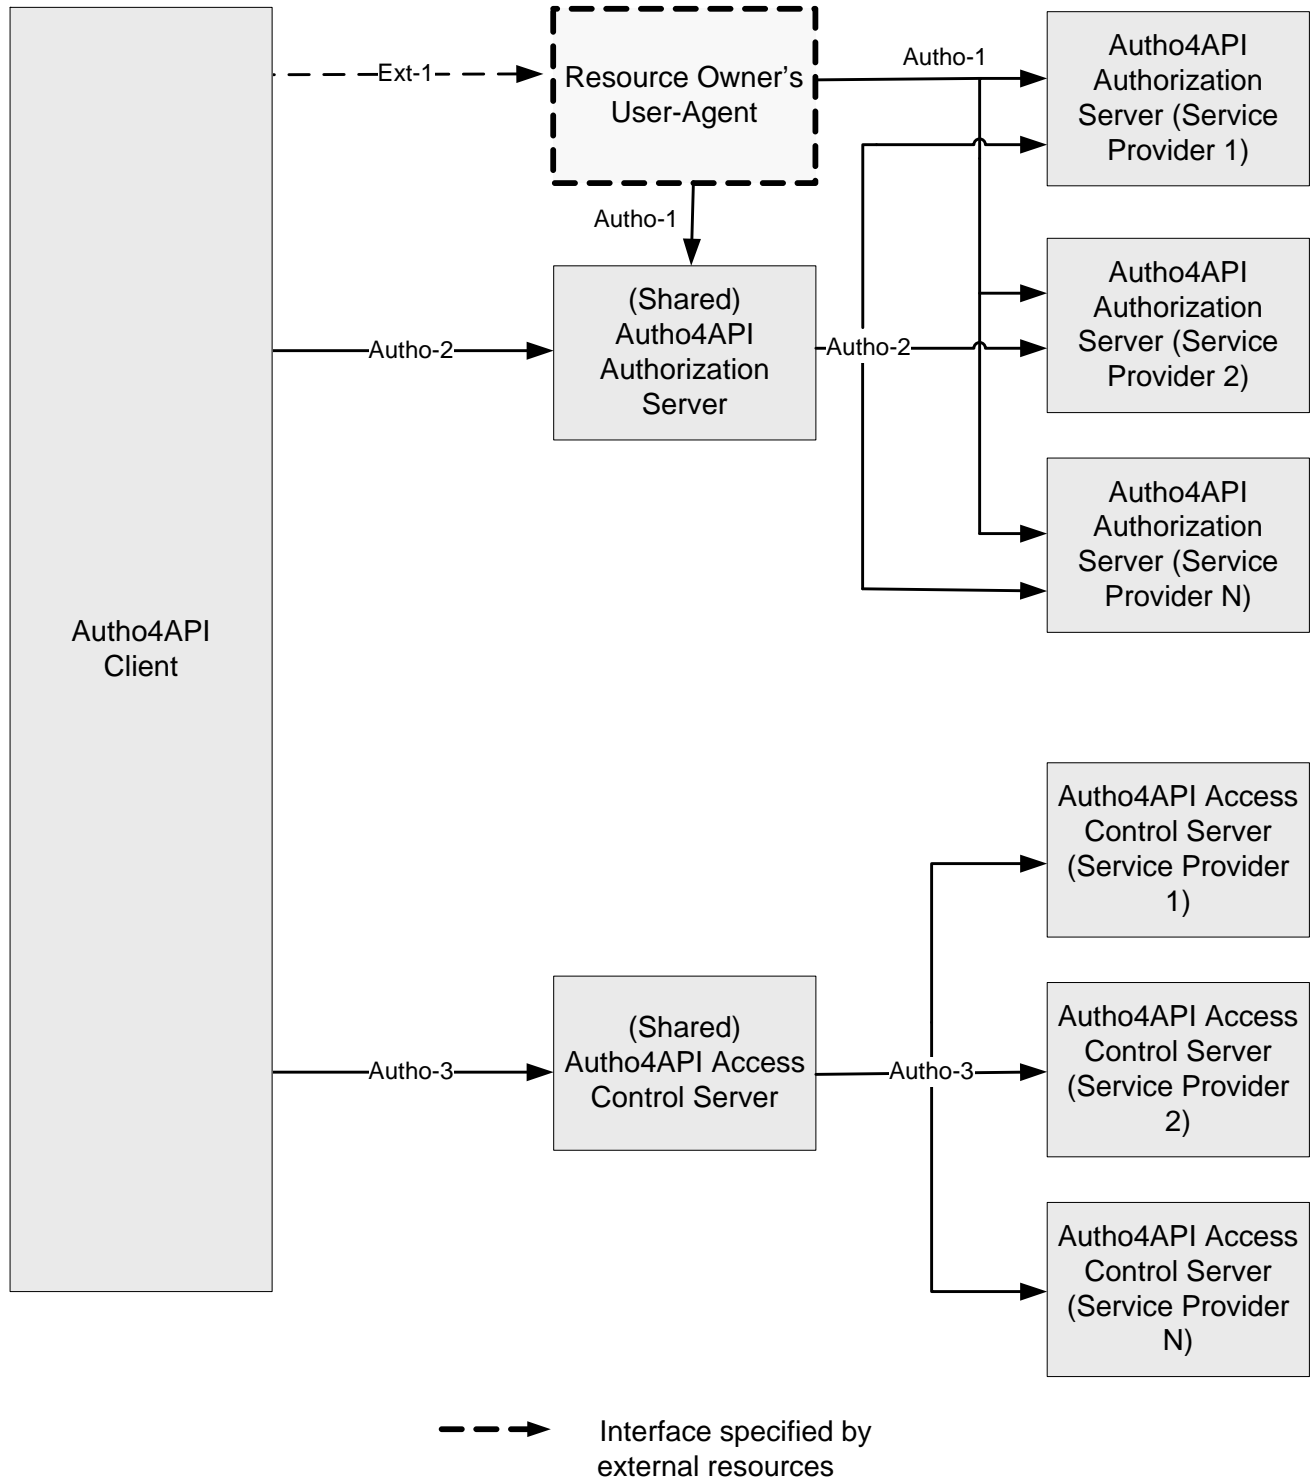 Ext-1
Resource Owner's
User-Agent
Autho-1
Autho4API
Authorization
Server (Service
Provider 1)
Autho-1
(Shared)
Autho4API
Authorization
Server
Autho-2
Autho-2
Autho4API
Authorization
Server (Service
Provider 2)
Autho4API
Authorization
Server (Service
Provider N)
Autho4API
Client
Autho4API Access
Control Server
(Service Provider
1)
Autho-3
(Shared)
Autho4API Access
Control Server
Autho-3
Autho4API Access
Control Server
(Service Provider
2)
Autho4API Access
Control Server
(Service Provider
N)
Interface specified by
external resources